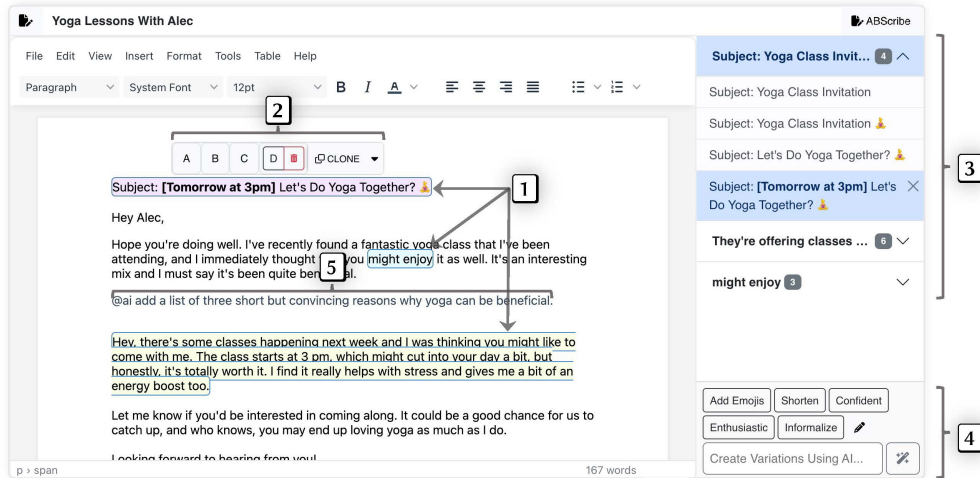 Yoga Lessons With Alec
ABScribe
File Edit View Insert Format Tools Table Help
Paragraph System Font 12pt B I A
2
A B C D CLONE
Subject: [Tomorrow at 3pm] Let's Do Yoga Together? 🧘
1
Hey Alec,
Hope you're doing well. I've recently found a fantastic yoga class that I've been
attending, and I immediately thought you might enjoy it as well. It's an interesting
mix and I must say it's been quite
5
@ai add a list of three short but convincing reasons why yoga can be beneficial.
Hey, there's some classes happening next week and I was thinking you might like to
come with me. The class starts at 3 pm, which might cut into your day a bit, but
honestly, it's totally worth it. I find it really helps with stress and gives me a bit of an
energy boost too.
Let me know if you'd be interested in coming along. It could be a good chance for us to
catch up, and who knows, you may end up loving yoga as much as I do.
Looking forward to hearing from you!
p › span
167 words
Subject: Yoga Class Invit... 4
Subject: Yoga Class Invitation
Subject: Yoga Class Invitation 🧘
Subject: Let's Do Yoga Together? 🧘
Subject: [Tomorrow at 3pm] Let's
Do Yoga Together? 🧘
They're offering classes ... 6
might enjoy 3
3
Add Emojis Shorten Confident
Enthusiastic Informalize
Create Variations Using AI...
4